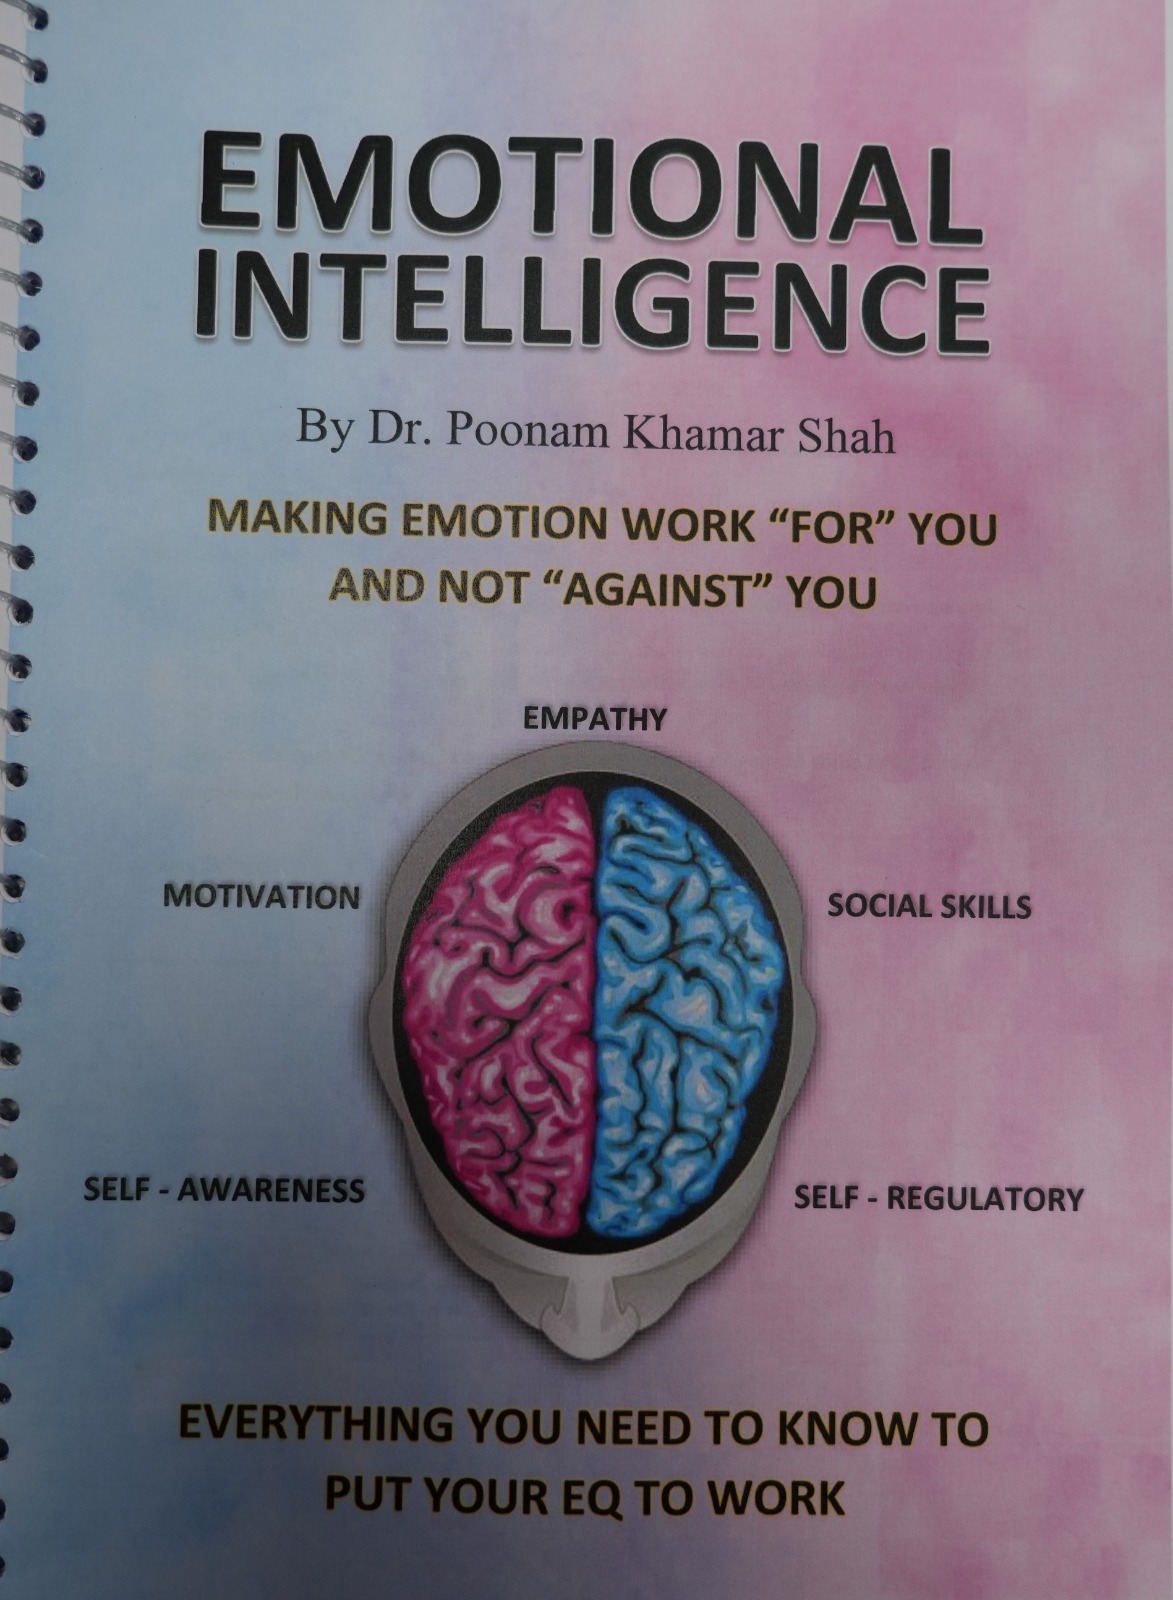 EMOTIONAL
INTELLIGENCE
By Dr. Poonam Khamar Shah
MAKING EMOTION WORK “FOR” YOU
AND NOT “AGAINST” YOU
EMPATHY
MOTIVATION
SOCIAL SKILLS
SELF - AWARENESS
SELF - REGULATORY
EVERYTHING YOU NEED TO KNOW TO
PUT YOUR EQ TO WORK